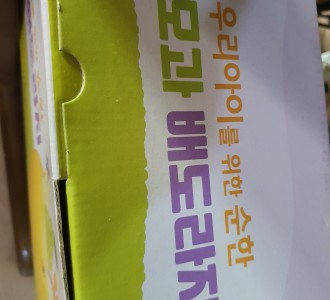 우리아이를 위한 순한
모과 배도라지